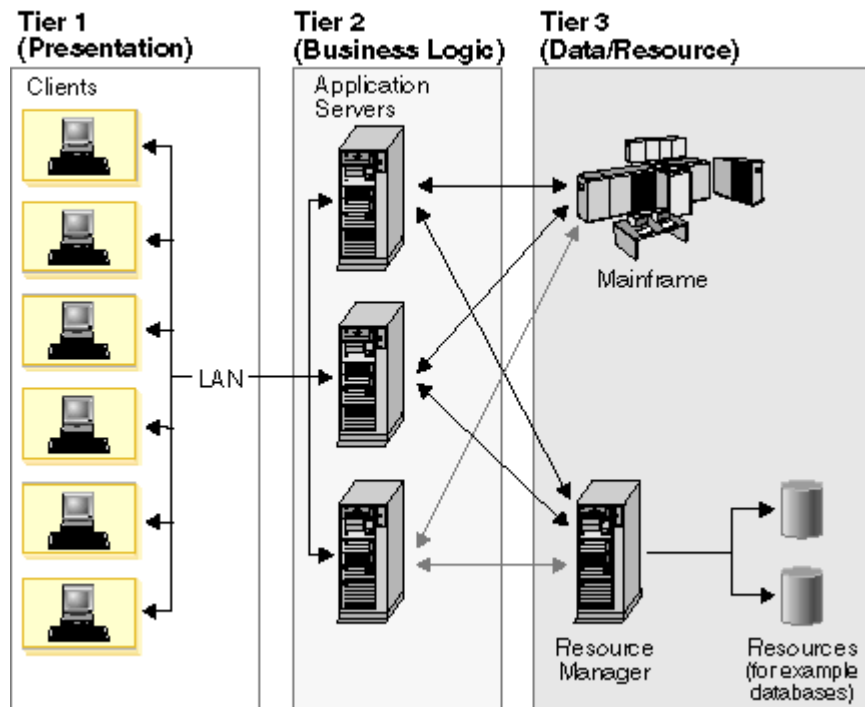 Tier 1
(Presentation)
Tier 2
(Business Logic)
Tier 3
(Data/Resource)
Clients
Application
Servers
Mainframe
LAN
Resource
Manager
Resources
(for example
databases)